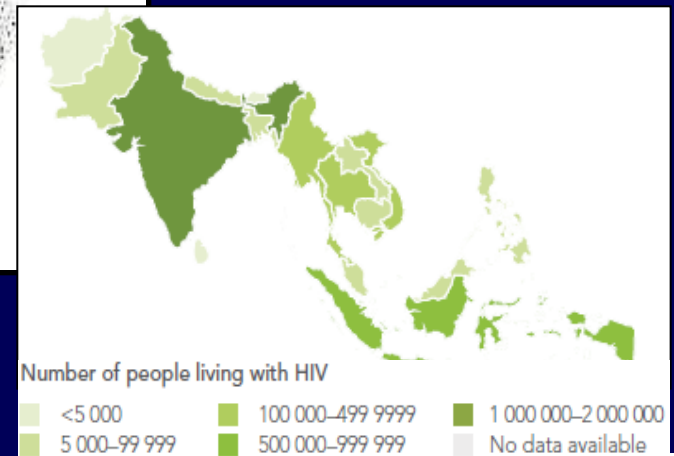 Number of people living with HIV
<5 000 100 000–499 9999 1 000 000–2 000 000
5 000–99 999 500 000–999 999 No data available